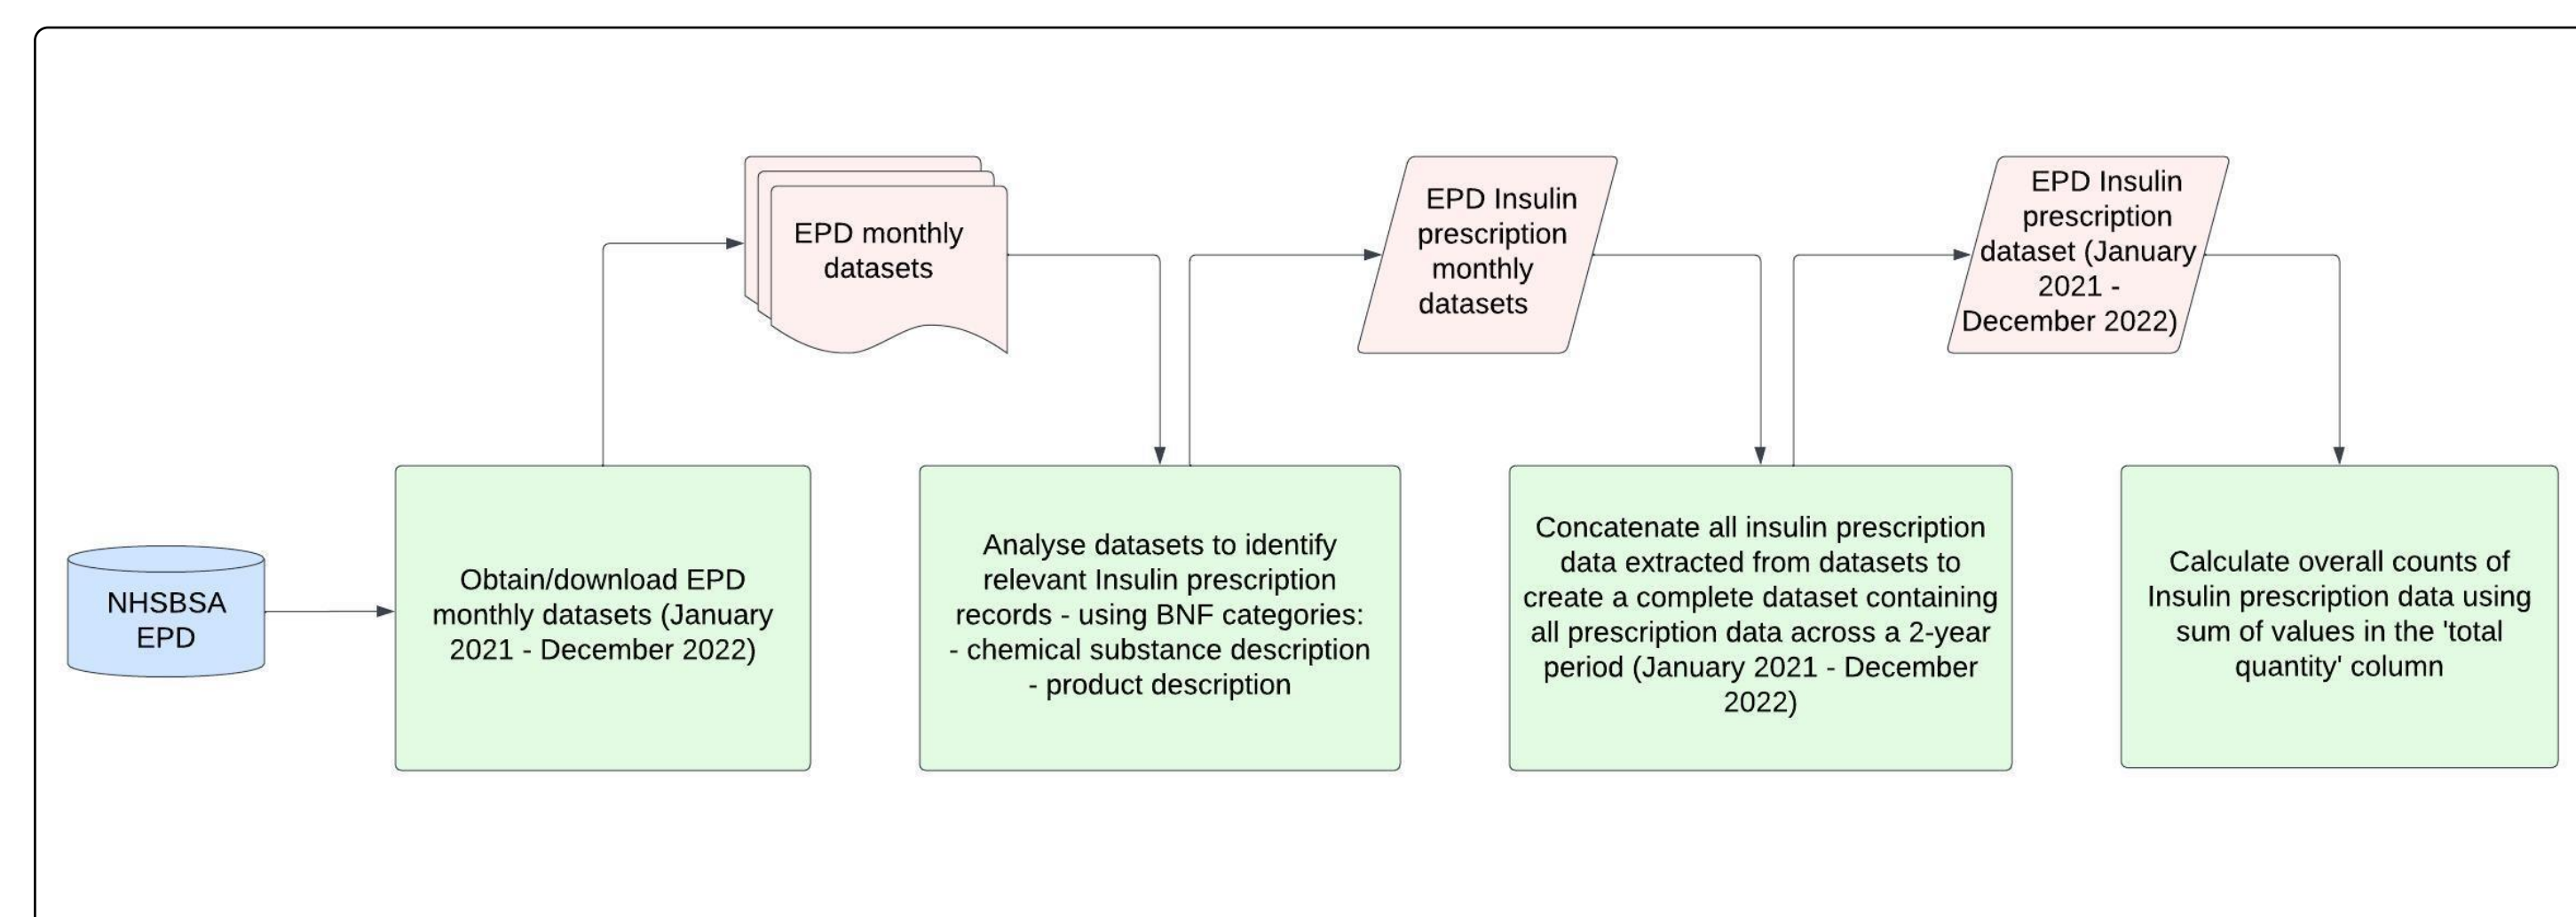 NHSBSA
EPD
Obtain/download EPD
monthly datasets (January
2021 - December 2022)
EPD monthly
datasets
Analyse datasets to identify
relevant Insulin prescription
records - using BNF categories:
- chemical substance description
- product description
EPD Insulin
prescription
monthly
datasets
Concatenate all insulin prescription
data extracted from datasets to
create a complete dataset containing
all prescription data across a 2-year
period (January 2021 - December
2022)
EPD Insulin
prescription
dataset (January
2021 -
December 2022)
Calculate overall counts of
Insulin prescription data using
sum of values in the 'total
quantity' column